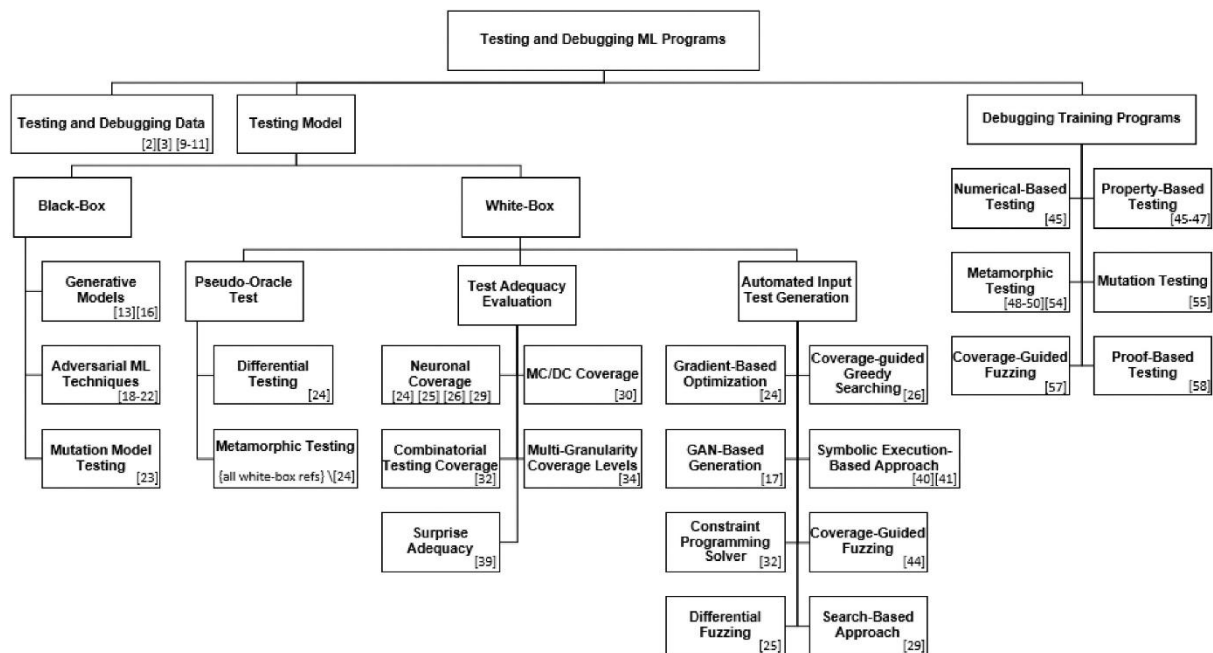 Testing and Debugging ML Programs
Testing and Debugging Data
[2][3] [9-11]
Testing Model
Debugging Training Programs
Black-Box
White-Box
Numerical-Based
Testing
[45]
Property-Based
Testing
[45-47]
Generative
Models
[13][16]
Pseudo-Oracle
Test
Test Adequacy
Evaluation
Automated Input
Test Generation
Metamorphic
Testing
[48-50][54]
Mutation Testing
[55]
Adversarial ML
Techniques
[18-22]
Differential
Testing
[24]
Neuronal
Coverage
[24] [25] [26] [29]
MC/DC Coverage
[30]
Gradient-Based
Optimization
[24]
Coverage-guided
Greedy
Searching
[26]
Coverage-Guided
Fuzzing
[57]
Proof-Based
Testing
[58]
Mutation Model
Testing
[23]
Metamorphic Testing
{all white-box refs} \[24]
Combinatorial
Testing Coverage
[32]
Multi-Granularity
Coverage Levels
[34]
GAN-Based
Generation
[17]
Symbolic Execution-
Based Approach
[40][41]
Surprise
Adequacy
[39]
Constraint
Programming
Solver
[32]
Coverage-Guided
Fuzzing
[44]
Differential
Fuzzing
[25]
Search-Based
Approach
[29]